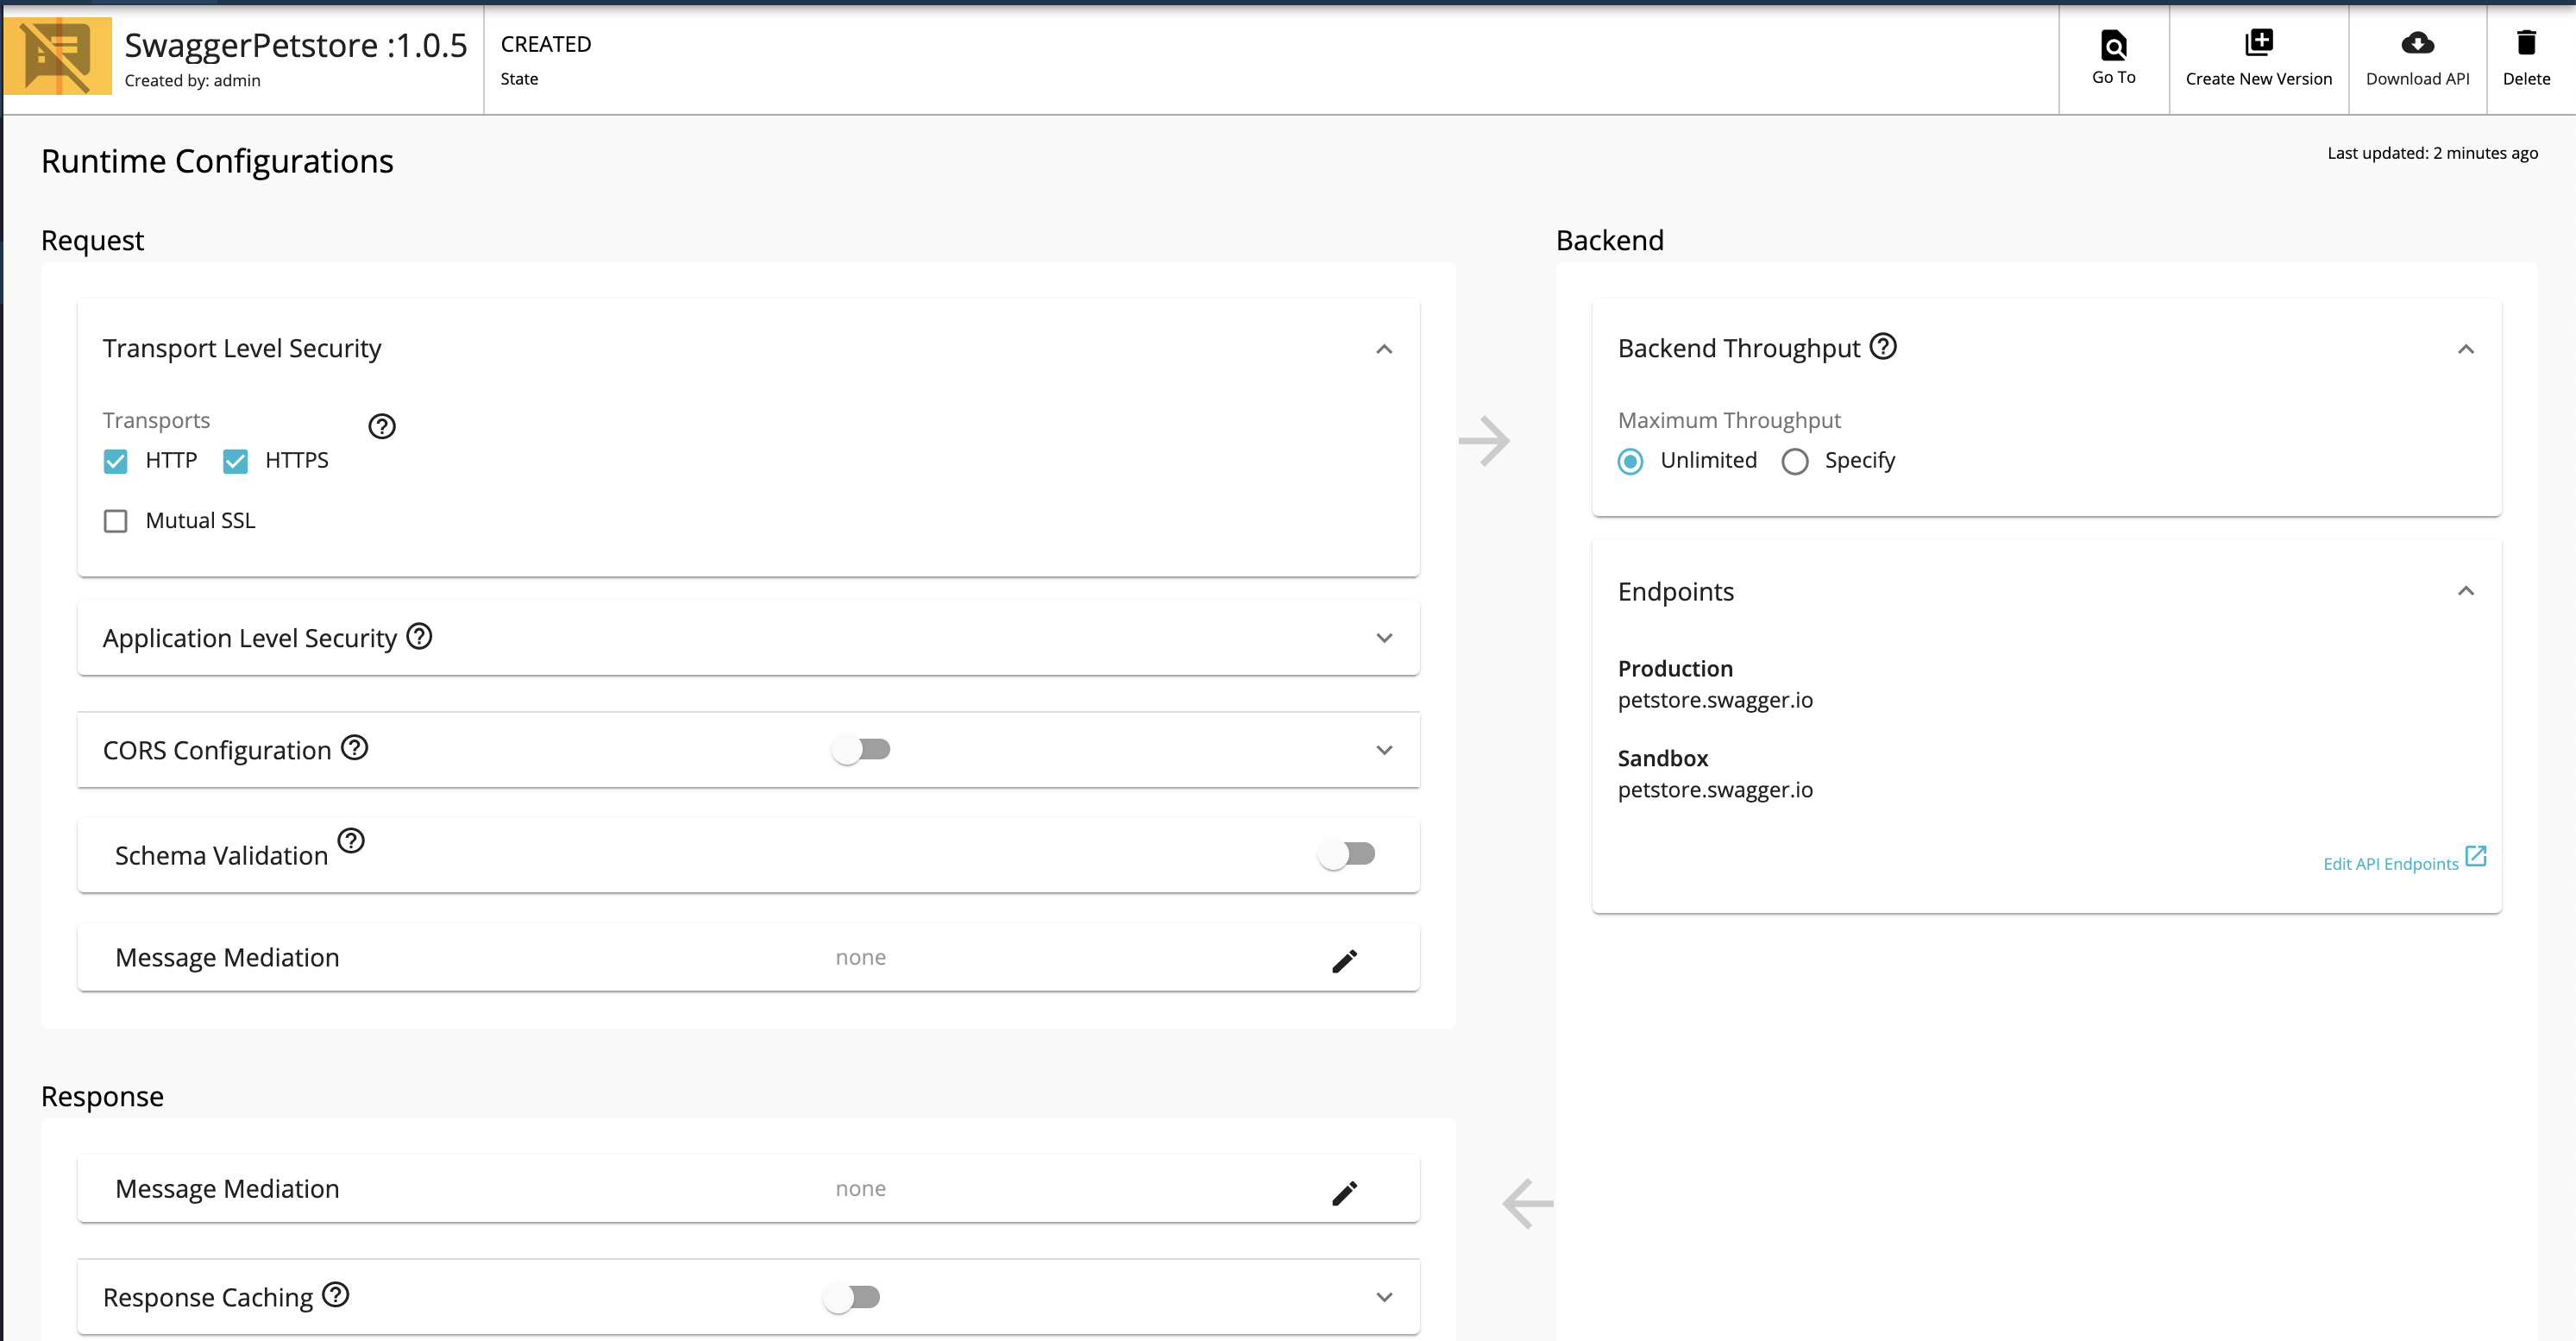 SwaggerPetstore :1.0.5
Created by: admin
CREATED
State
Go To
Create New Version
Download API
Delete
Runtime Configurations
Last updated: 2 minutes ago
Request
Transport Level Security
Transports
HTTP HTTPS
Mutual SSL
Application Level Security
CORS Configuration
Schema Validation
Message Mediation none
Backend
Backend Throughput
Maximum Throughput
Unlimited Specify
Endpoints
Production
petstore.swagger.io
Sandbox
petstore.swagger.io
Edit API Endpoints
Response
Message Mediation none
Response Caching